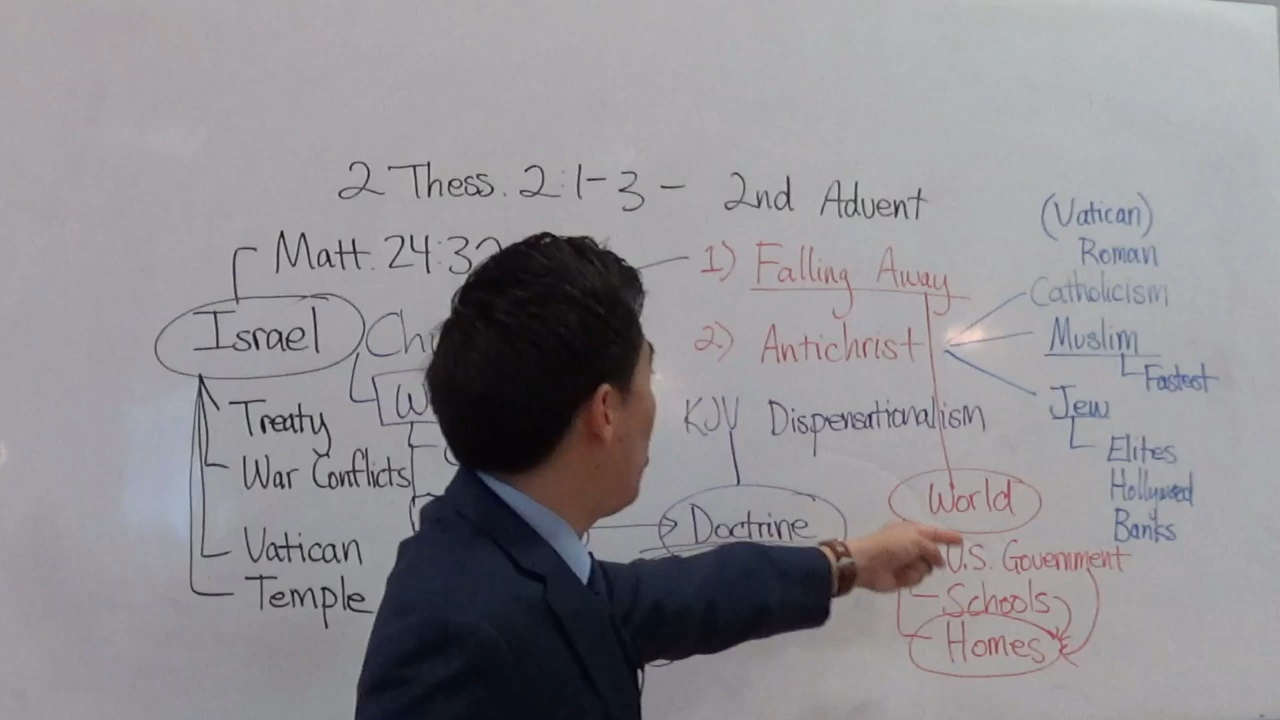 2 Thess. 2:1-3 - 2nd Advent
Matt. 24:32
Israel
Treaty
War Conflicts
Vatican
Temple
1) Falling Away
2) Antichrist
KJV Dispensationalism
Doctrine
World
U.S. Government
Schools
Homes
(Vatican)
Roman
Catholicism
Muslim
Fastest
Jew
Elites
Hollywood
Banks